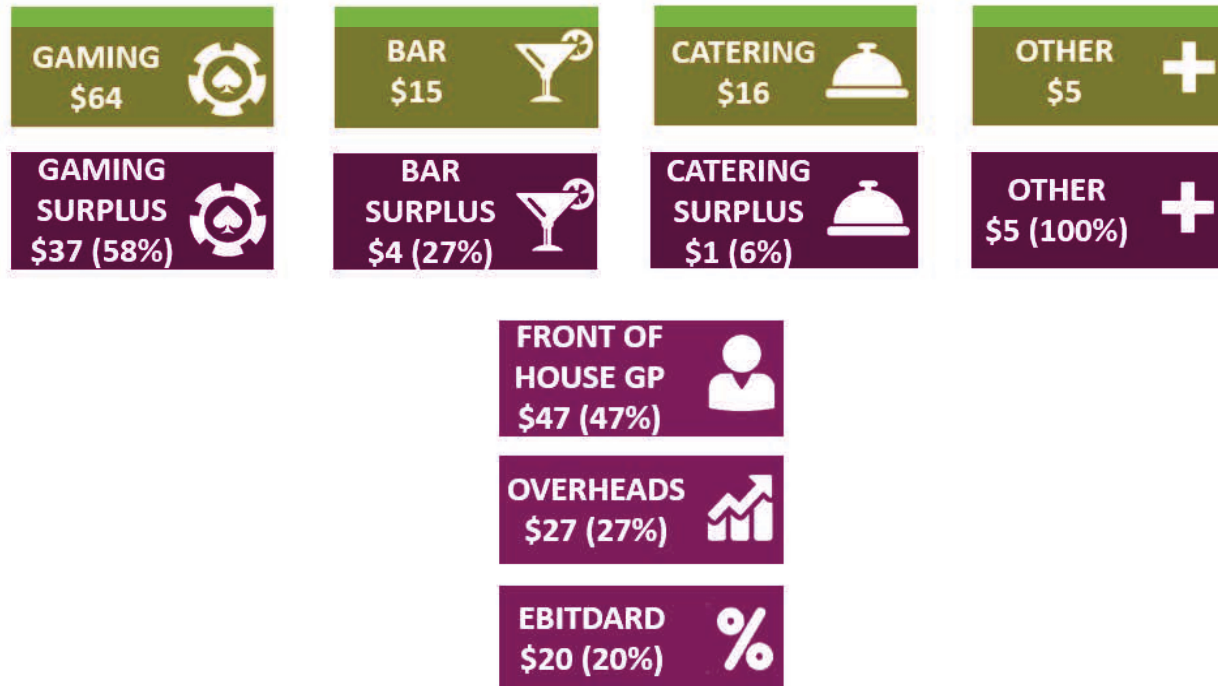 GAMING
$64
BAR
$15
CATERING
$16
OTHER
$5
GAMING
SURPLUS
$37 (58%)
BAR
SURPLUS
$4 (27%)
CATERING
SURPLUS
$1 (6%)
OTHER
$5 (100%)
FRONT OF
HOUSE GP
$47 (47%)
OVERHEADS
$27 (27%)
EBITDARD
$20 (20%)
%